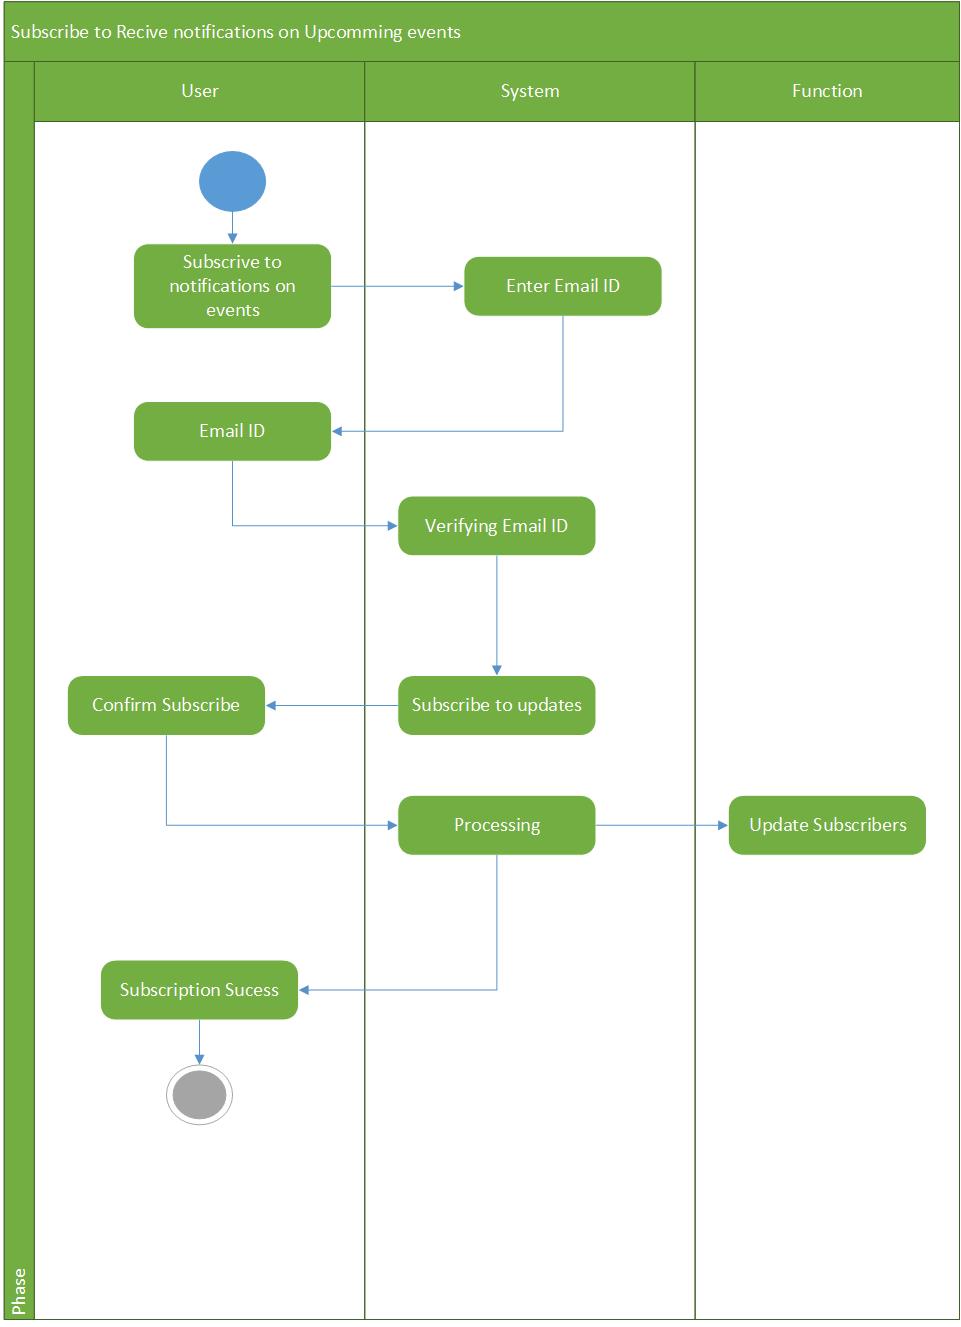 Subscribe to Recive notifications on Upcomming events
User
System
Function
Subscrive to
notifications on
events
Enter Email ID
Email ID
Verifying Email ID
Confirm Subscribe
Subscribe to updates
Processing
Update Subscribers
Subscription Sucess
Phase